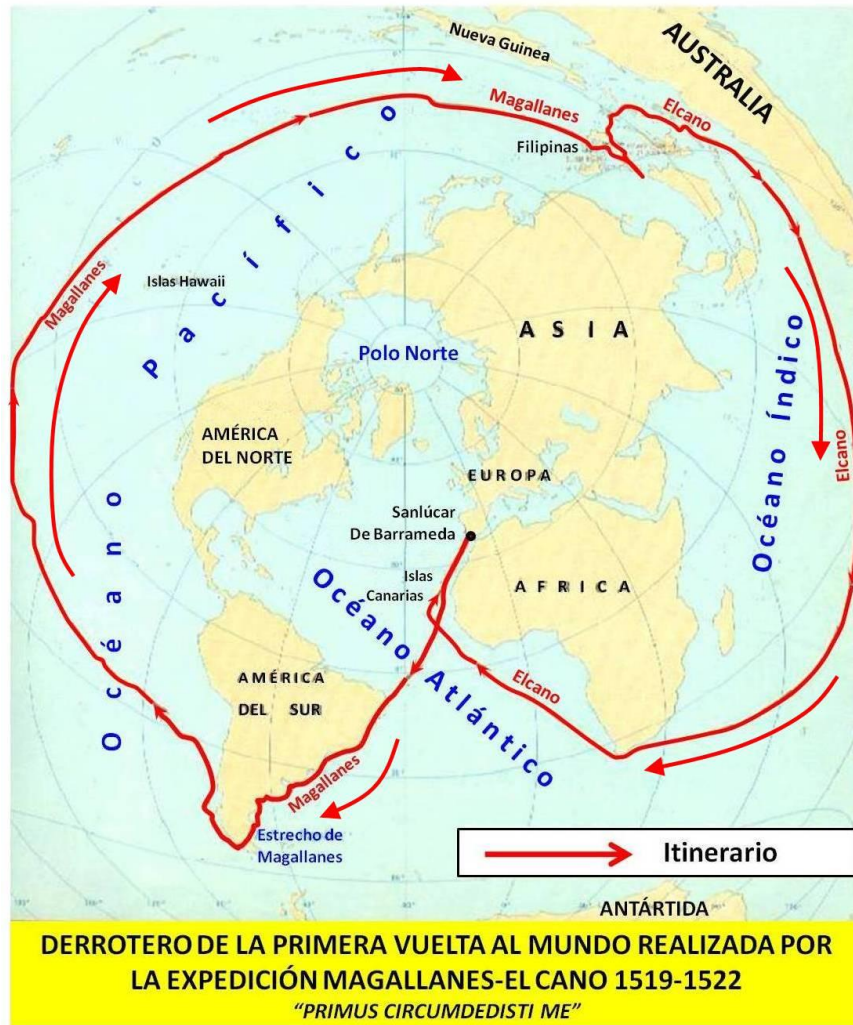 Nueva Guinea
AUSTRALIA
Magallanes
Elcano
Filipinas
Islas Hawaii
Magallanes
Océano Pacífico
Polo Norte
ASIA
Océano Índico
Elcano
AMÉRICA
DEL NORTE
EUROPA
Sanlúcar
De Barrameda
Islas
Canarias
AFRICA
Océano Atlántico
AMÉRICA
DEL SUR
Elcano
Magallanes
Estrecho de
Magallanes
Itinerario
ANTÁRTIDA
DERROTERO DE LA PRIMERA VUELTA AL MUNDO REALIZADA POR
LA EXPEDICIÓN MAGALLANES-EL CANO 1519-1522
"PRIMUS CIRCUMDEDISTI ME"